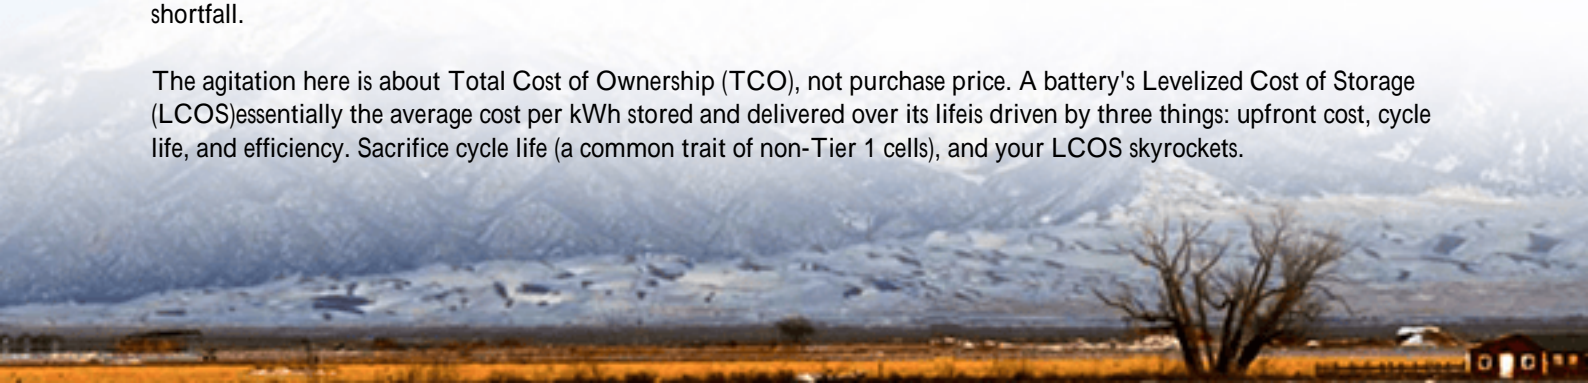 shortfall.
The agitation here is about Total Cost of Ownership (TCO), not purchase price. A battery's Levelized Cost of Storage
(LCOS)essentially the average cost per kWh stored and delivered over its lifeis driven by three things: upfront cost, cycle
life, and efficiency. Sacrifice cycle life (a common trait of non-Tier 1 cells), and your LCOS skyrockets.